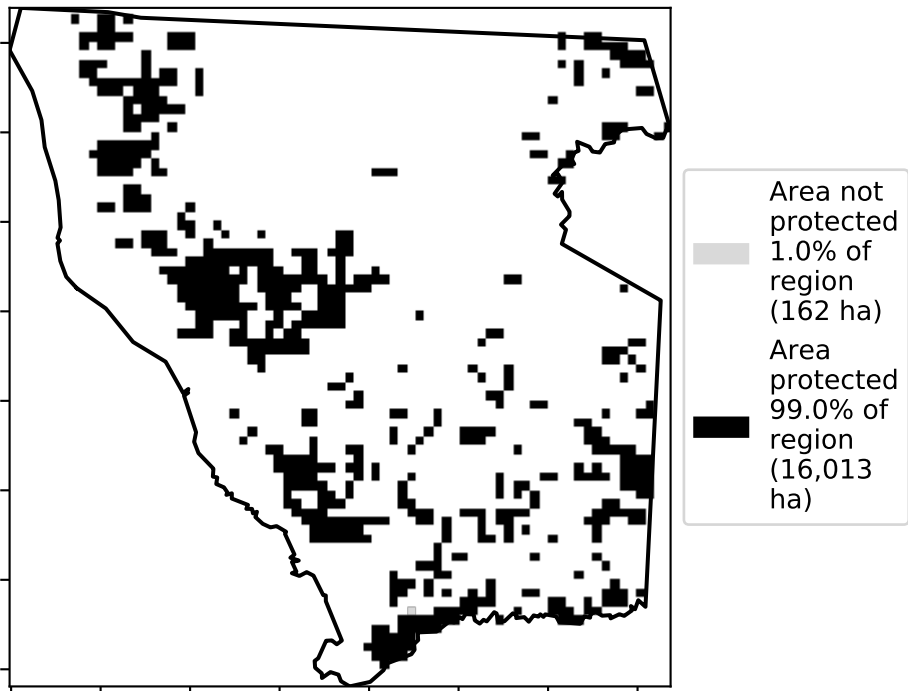 Area not
protected
1.0% of
region
(162 ha)
Area
protected
99.0% of
region
(16,013
ha)